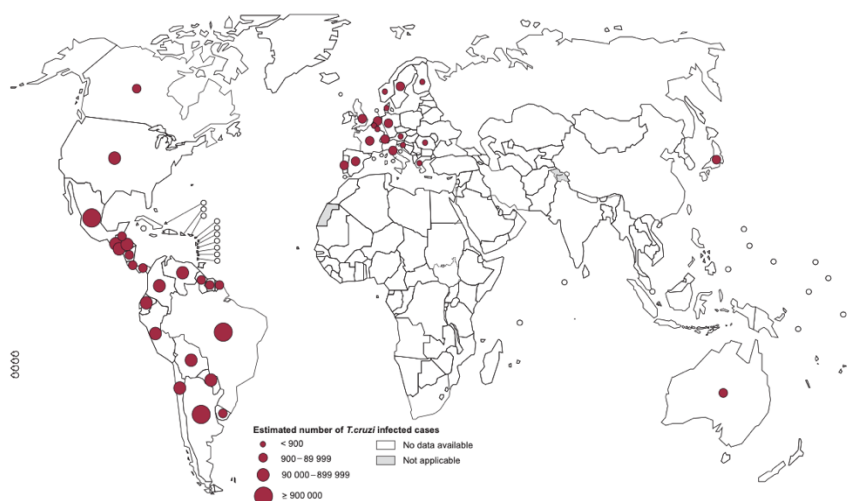 Estimated number of T.cruzi infected cases
< 900
900–89 999
90 000–899 999
≥ 900 000
No data available
Not applicable